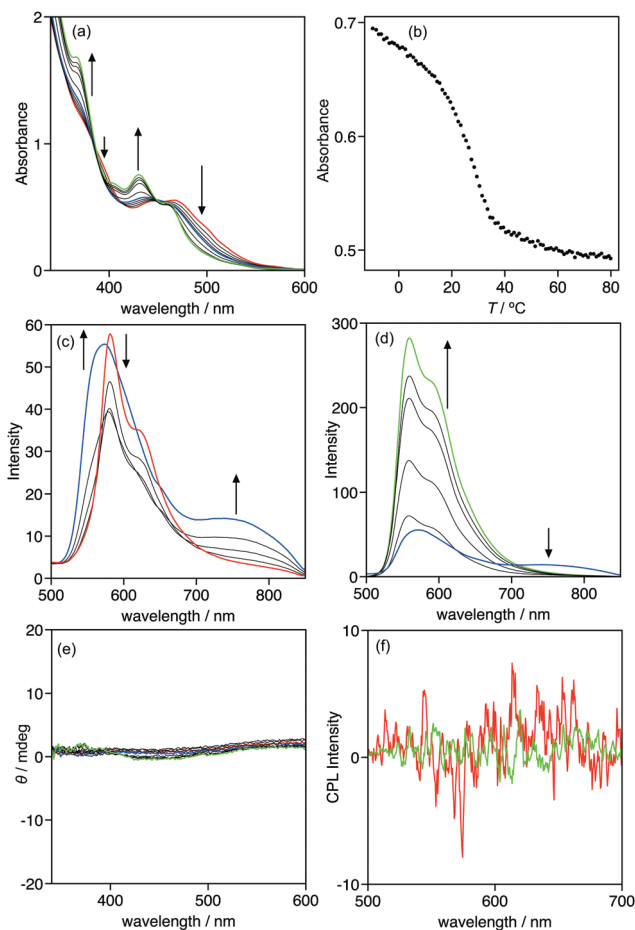 (a)
2
1
0
Absorbance
400
500
600
wavelength / nm
(b)
0.7
0.6
0.5
Absorbance
0
20
40
60
80
T / ºC
(c)
60
50
40
30
20
10
0
Intensity
500
600
700
800
wavelength / nm
(d)
300
200
100
0
Intensity
500
600
700
800
wavelength / nm
(e)
20
10
0
-10
-20
θ / mdeg
400
500
600
wavelength / nm
(f)
10
0
-10
CPL Intensity
500
600
700
wavelength / nm